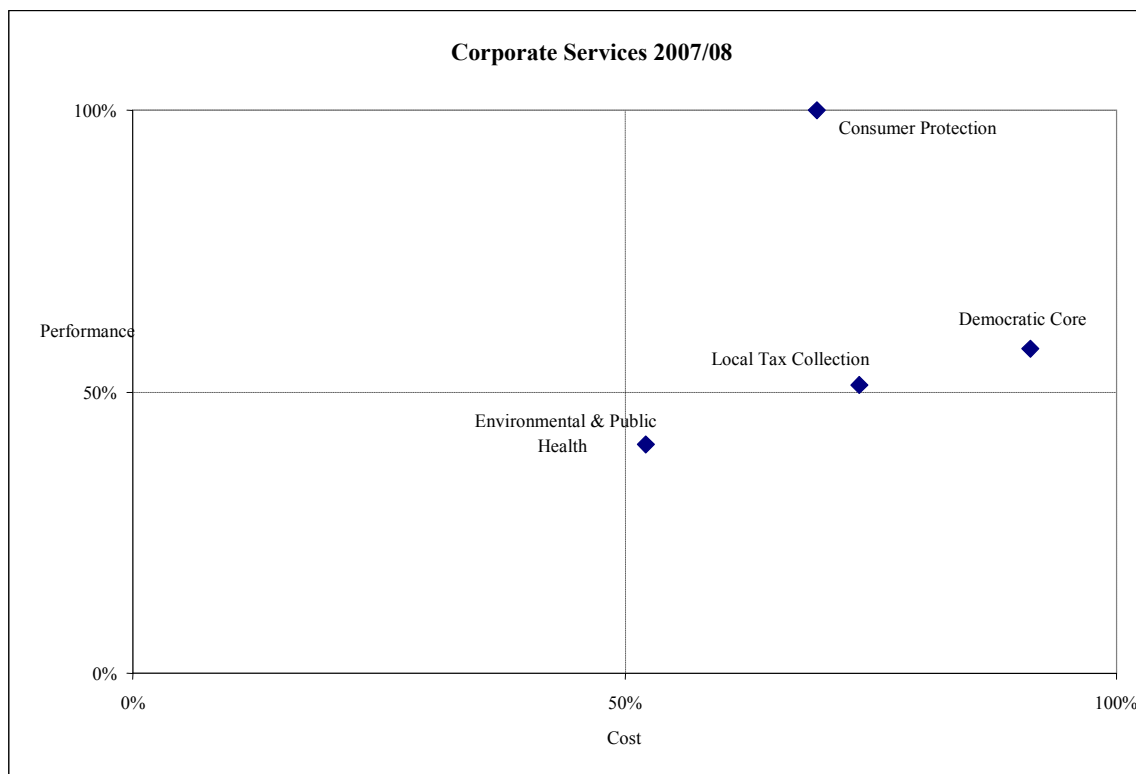 Corporate Services 2007/08
100%
Consumer Protection
Democratic Core
Performance
Local Tax Collection
50%
Environmental & Public
Health
0%
0%
50%
100%
Cost